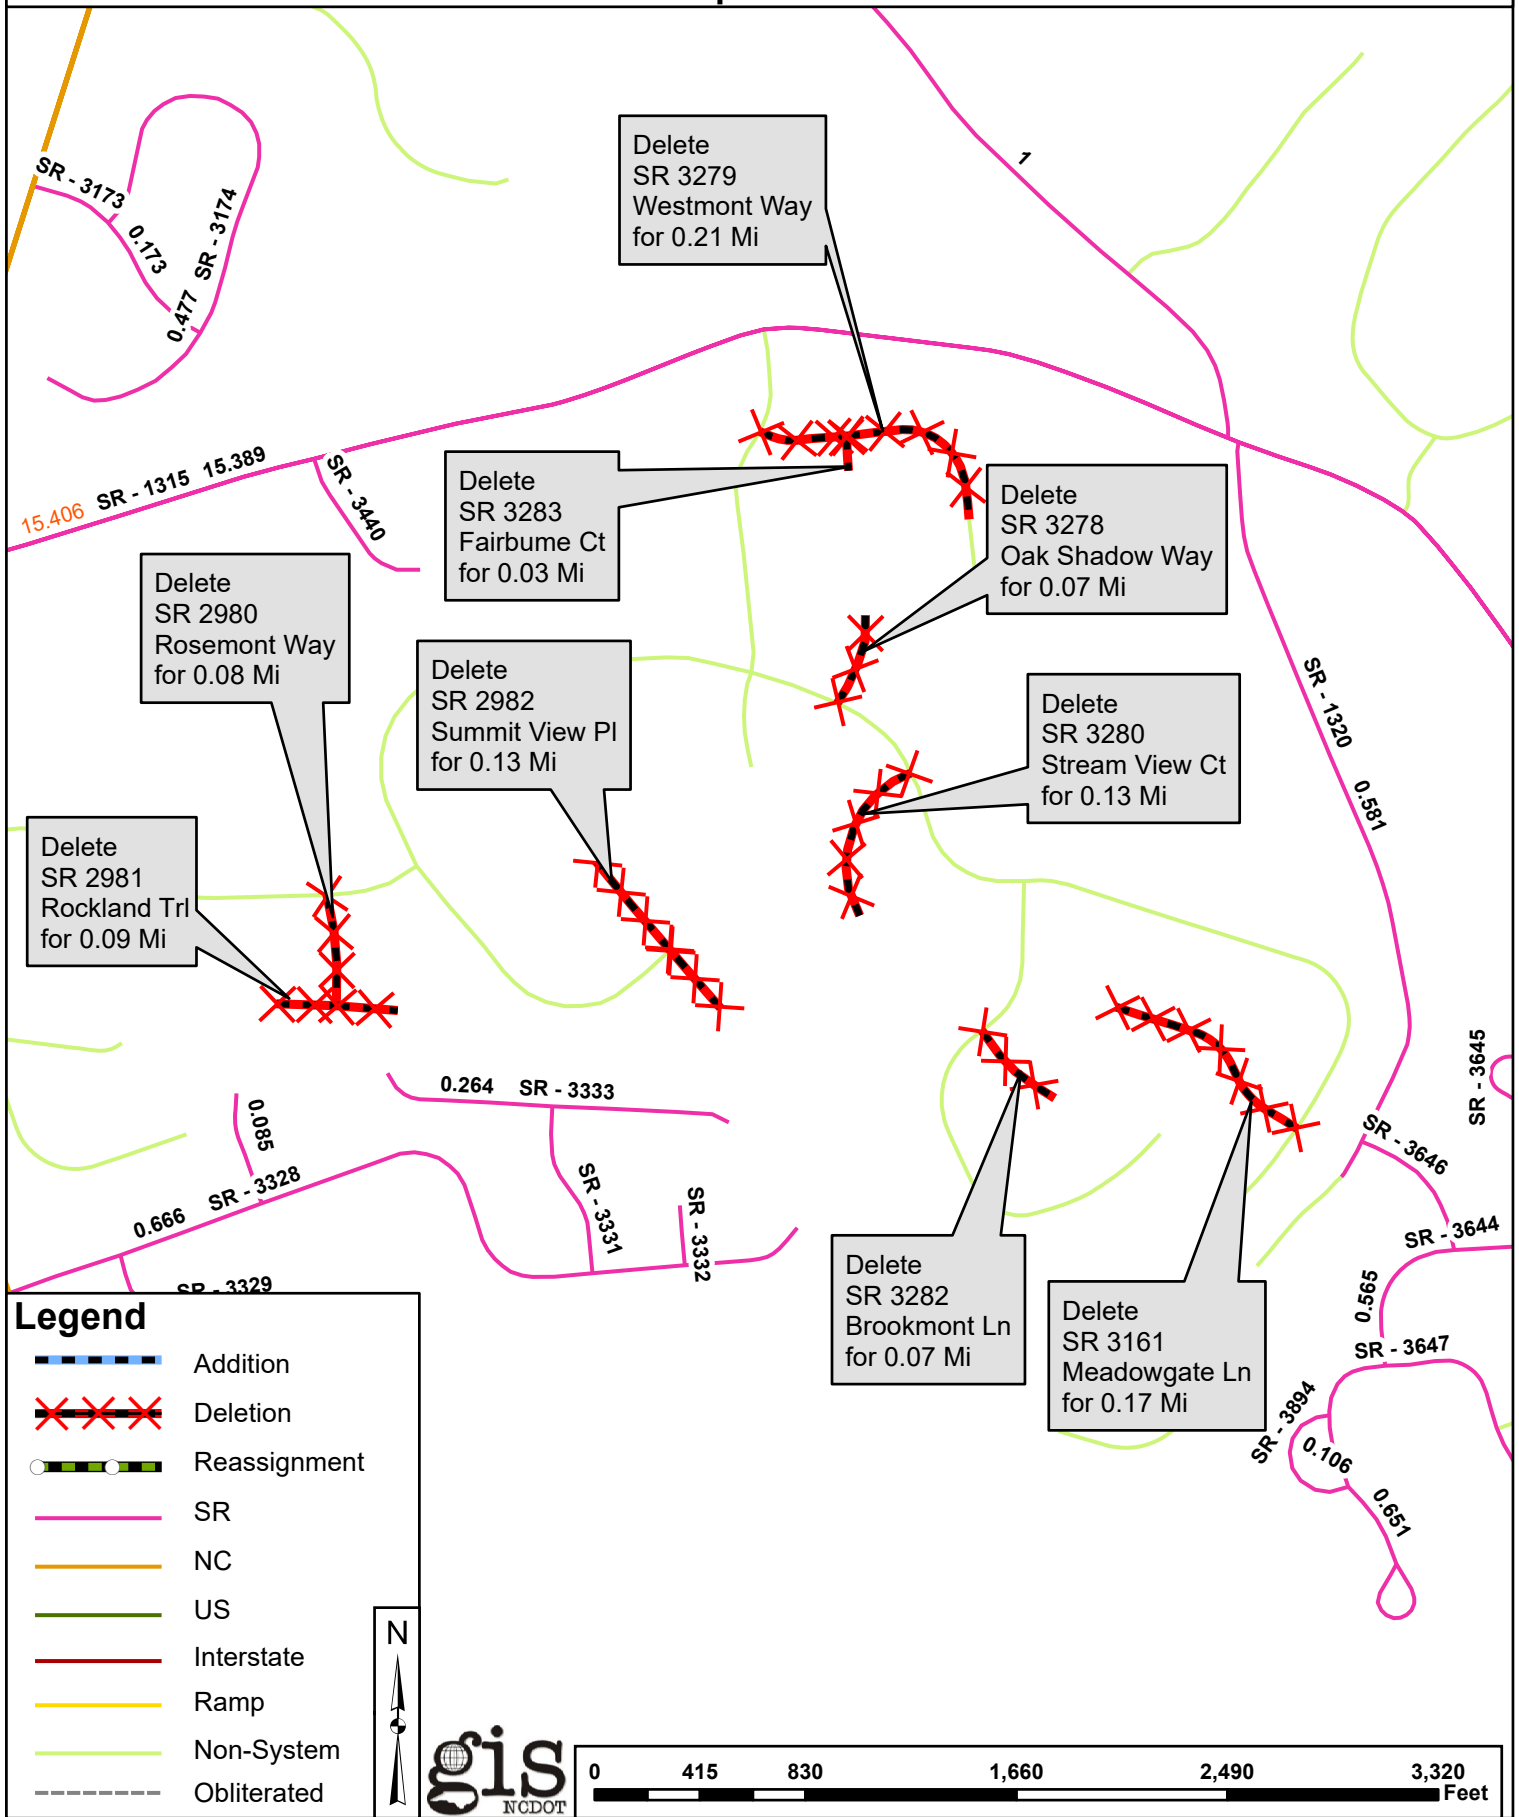 1
SR - 3173
0.173
SR - 3174
0.477
Delete
SR 3279
Westmont Way
for 0.21 Mi
15.406
SR - 1315 15.389
SR - 3440
Delete
SR 3283
Fairbume Ct
for 0.03 Mi
Delete
SR 3278
Oak Shadow Way
for 0.07 Mi
Delete
SR 2980
Rosemont Way
for 0.08 Mi
Delete
SR 2982
Summit View Pl
for 0.13 Mi
Delete
SR 3280
Stream View Ct
for 0.13 Mi
SR - 1320 0.581
Delete
SR 2981
Rockland Trl
for 0.09 Mi
0.264 SR - 3333
0.085
0.666 SR - 3328
SR - 3331
SR - 3332
SR - 3329
SR - 3645
SR - 3646
SR - 3644
0.565
SR - 3647
SR - 3894
0.106
0.651
Delete
SR 3282
Brookmont Ln
for 0.07 Mi
Delete
SR 3161
Meadowgate Ln
for 0.17 Mi
Legend
Addition
Deletion
Reassignment
SR
NC
US
Interstate
Ramp
Non-System
Obliterated
N
gis
NCDOT
0 415 830 1,660 2,490 3,320
Feet